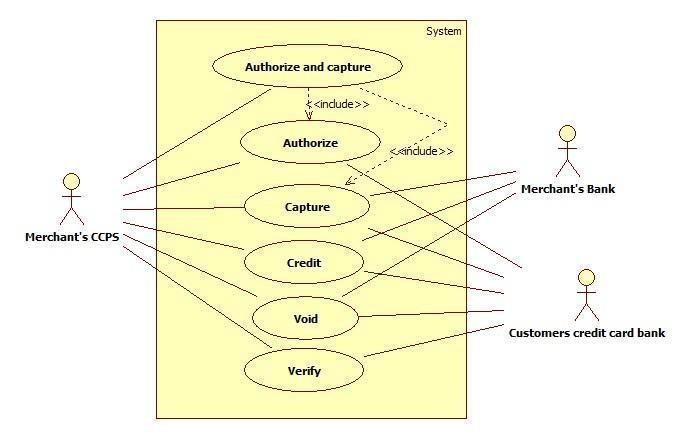 System
Authorize and capture
<<include>>
Authorize
<<include>>
Merchant's Bank
Capture
Merchant's CCPS
Credit
Void
Customers credit card bank
Verify